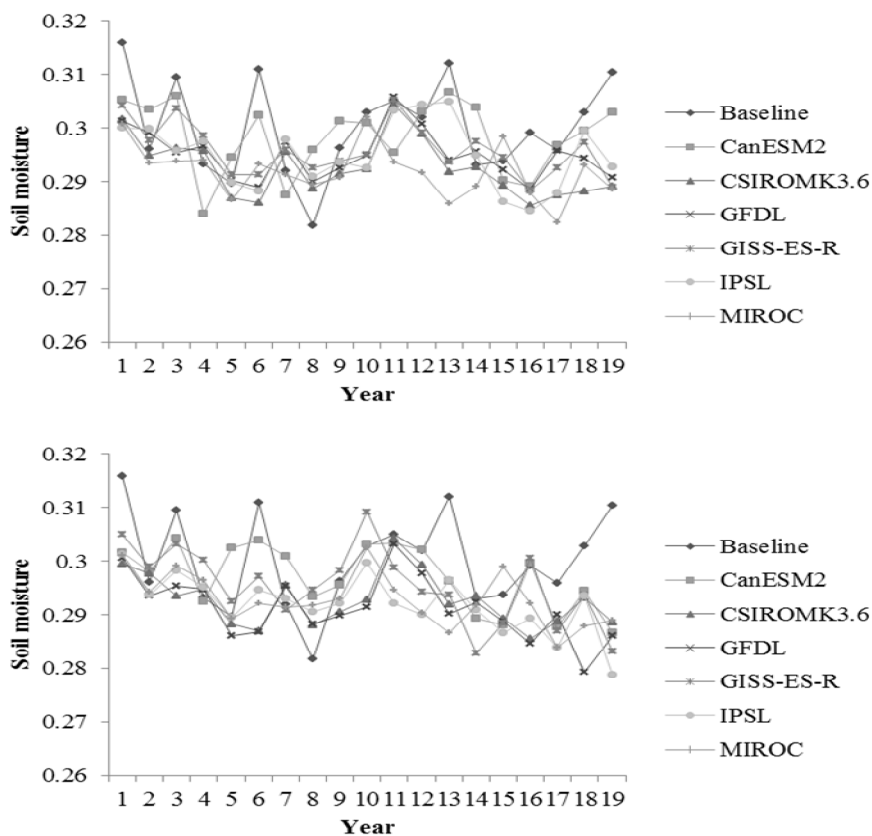 0.32
0.31
0.3
0.29
0.28
0.27
0.26
Soil moisture
1 2 3 4 5 6 7 8 9 10 11 12 13 14 15 16 17 18 19
Year
Baseline
CanESM2
CSIROMK3.6
GFDL
GISS-ES-R
IPSL
MIROC
0.32
0.31
0.3
0.29
0.28
0.27
0.26
Soil moisture
1 2 3 4 5 6 7 8 9 10 11 12 13 14 15 16 17 18 19
Year
Baseline
CanESM2
CSIROMK3.6
GFDL
GISS-ES-R
IPSL
MIROC